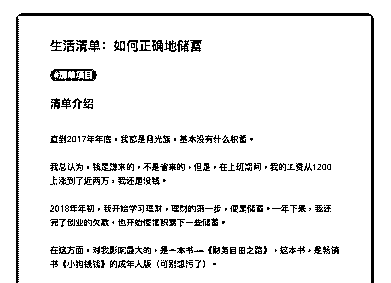 生活清单：如何正确地储蓄
#清单项目
清单介绍
直到2017年年底，我都是月光族，基本没有什么积蓄。
我总认为，钱是赚来的，不是省来的，但是，在上班期间，我的工资从1200
上涨到了近两万，我还是没钱。
2018年年初，我开始学习理财，理财的第一步，便是储蓄。一年下来，我还
完了创业的欠款，也开始慢慢积累下一些储蓄。
在这方面，对我影响最大的，是一本书—《财务自由之路》，这本书，是畅销
书《小狗钱钱》的成年人版（可别想污了）。